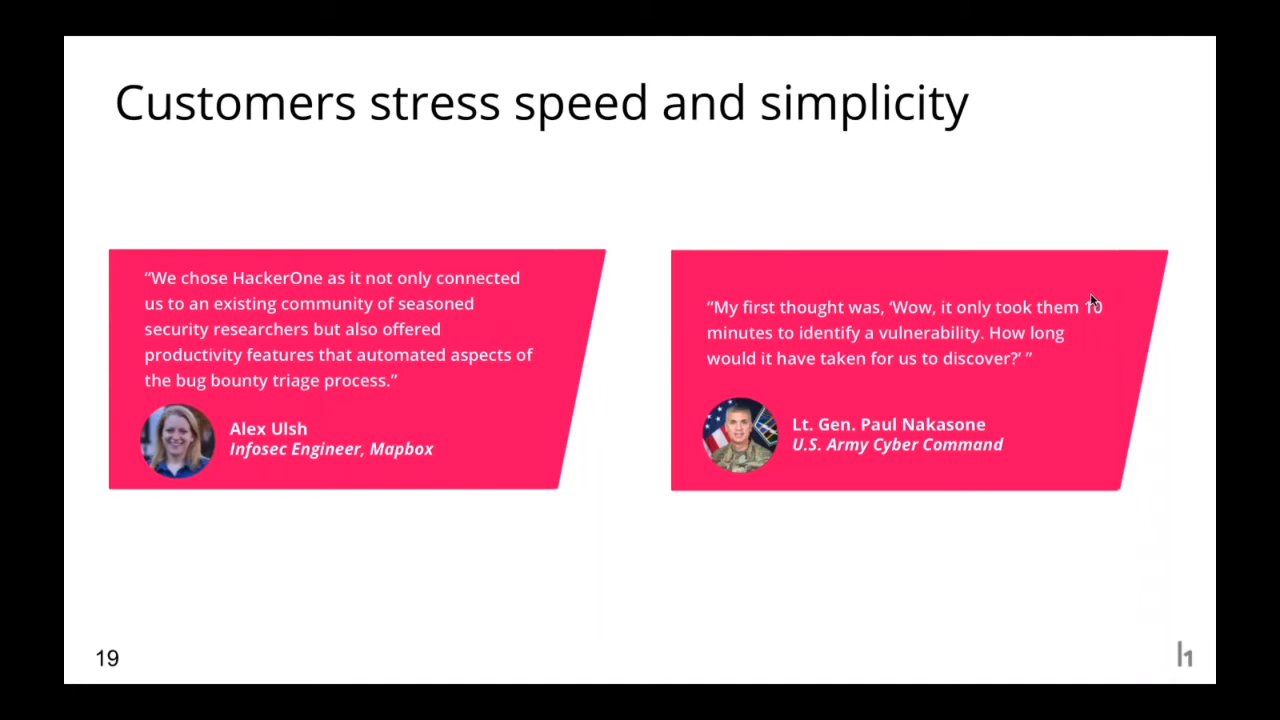 Customers stress speed and simplicity
“We chose HackerOne as it not only connected
us to an existing community of seasoned
security researchers but also offered
productivity features that automated aspects of
the bug bounty triage process.”
Alex Ulsh
Infosec Engineer, Mapbox
“My first thought was, ‘Wow, it only took them 10
minutes to identify a vulnerability. How long
would it have taken for us to discover?’ ”
Lt. Gen. Paul Nakasone
U.S. Army Cyber Command
19
l1